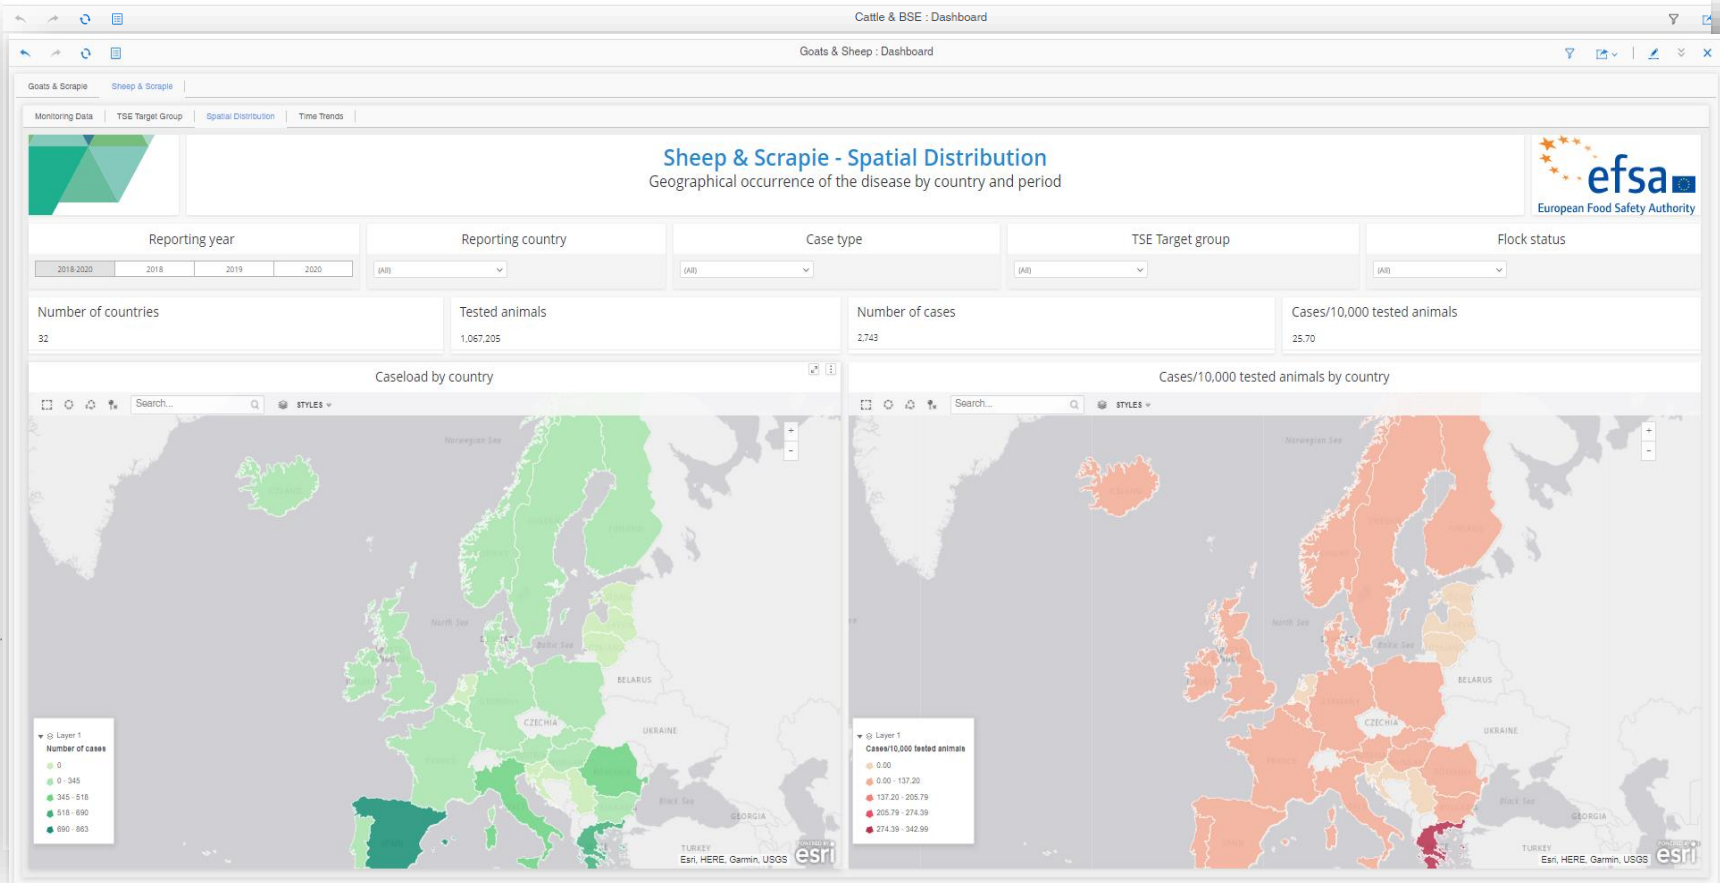 Cattle & BSE : Dashboard
Goats & Sheep : Dashboard
Goats & Scrapie
Sheep & Scrapie
Monitoring Data
TSE Target Group
Spatial Distribution
Time Trends
Sheep & Scrapie - Spatial Distribution
Geographical occurrence of the disease by country and period
efsa
European Food Safety Authority
Reporting year
Reporting country
Case type
TSE Target group
Flock status
2018-2020
2018
2019
2020
(All)
(All)
(All)
(All)
Number of countries
Tested animals
Number of cases
Cases/10,000 tested animals
32
1,067,205
2,743
25.70
Caseload by country
Search...
STYLES
+
-
Norwegian Sea
North Sea
Baltic Sea
BELARUS
CZECHIA
UKRAINE
Black Sea
GEORGIA
TURKEY
Layer 1
Number of cases
0
0 - 345
345 - 518
518 - 690
690 - 863
Esri, HERE, Garmin, USGS
POWERED BY
esri
Cases/10,000 tested animals by country
Search...
STYLES
+
-
Norwegian Sea
North Sea
Baltic Sea
BELARUS
CZECHIA
UKRAINE
Black Sea
GEORGIA
TURKEY
Layer 1
Cases/10,000 tested animals
0.00
0.00 - 137.20
137.20 - 205.79
205.79 - 274.39
274.39 - 342.99
Esri, HERE, Garmin, USGS
POWERED BY
esri